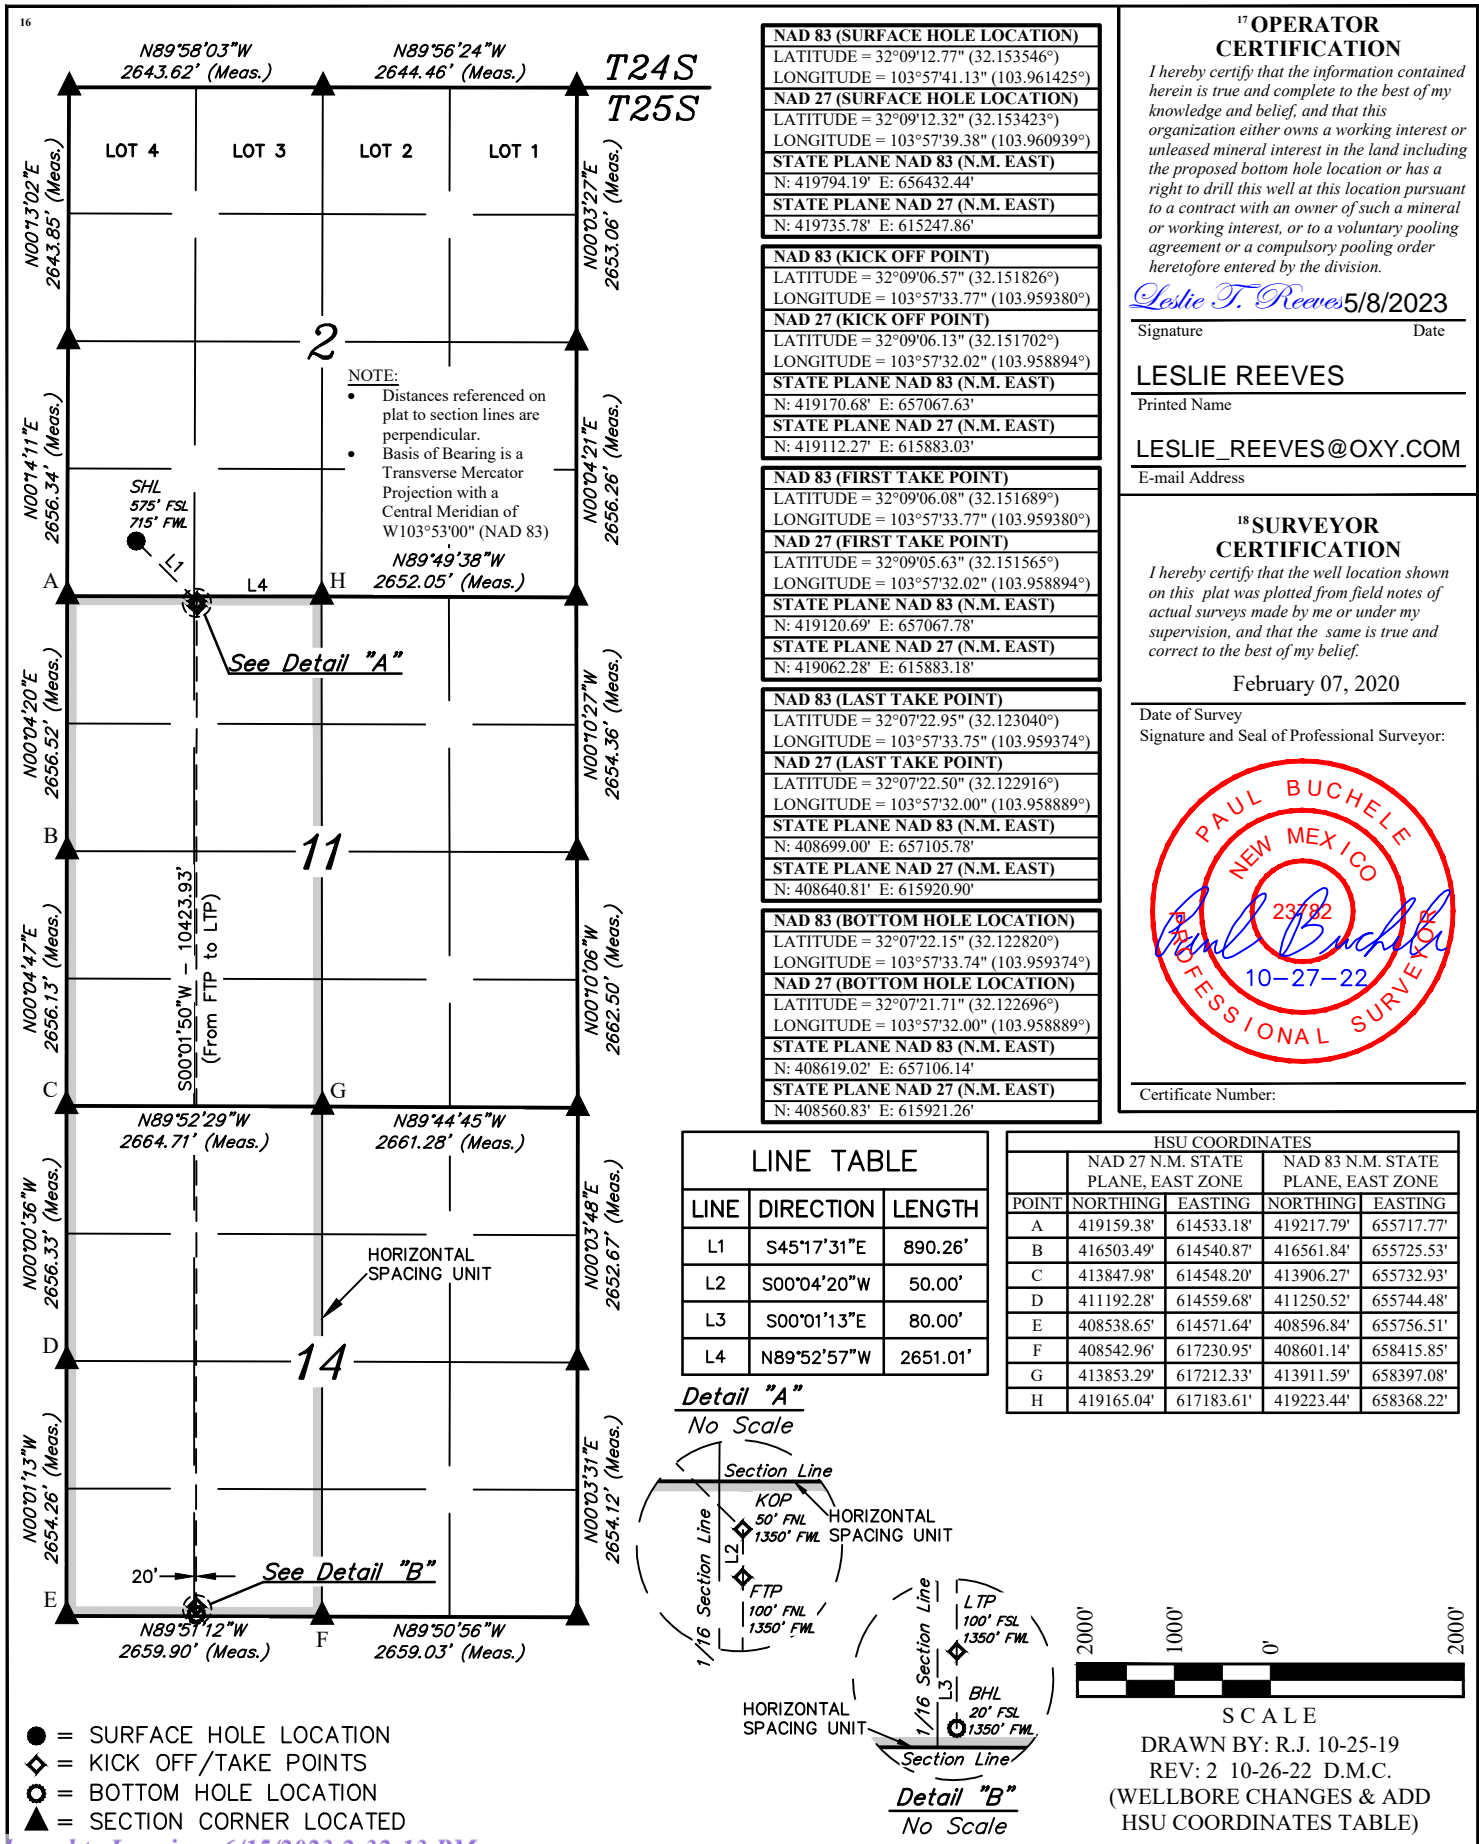 16
N89°58'03"W
2643.62' (Meas.)
N89°56'24"W
2644.46' (Meas.)
T24S
T25S
LOT 4
LOT 3
LOT 2
LOT 1
N00°13'02"E
2643.85' (Meas.)
N00°03'27"E
2653.06' (Meas.)
2
NOTE:
• Distances referenced on
plat to section lines are
perpendicular.
• Basis of Bearing is a
Transverse Mercator
Projection with a
Central Meridian of
W103°53'00" (NAD 83)
N00°14'11"E
2656.34' (Meas.)
N00°04'21"E
2656.26' (Meas.)
SHL
575' FSL
715' FWL
L1
N89°49'38"W
2652.05' (Meas.)
A
L4
H
See Detail "A"
N00°04'20"E
2656.52' (Meas.)
N00°10'27"W
2654.36' (Meas.)
B
11
S00°01'50"W – 10423.93'
(From FTP to LTP)
N00°04'47"E
2656.13' (Meas.)
N00°10'06"W
2662.50' (Meas.)
C
G
N89°52'29"W
2664.71' (Meas.)
N89°44'45"W
2661.28' (Meas.)
N00°00'36"W
2656.33' (Meas.)
N00°03'48"E
2652.67' (Meas.)
HORIZONTAL
SPACING UNIT
D
14
N00°01'13"W
2654.26' (Meas.)
N00°03'31"E
2654.12' (Meas.)
20'
See Detail "B"
E
F
N89°51'12"W
2659.90' (Meas.)
N89°50'56"W
2659.03' (Meas.)
= SURFACE HOLE LOCATION
= KICK OFF/TAKE POINTS
= BOTTOM HOLE LOCATION
= SECTION CORNER LOCATED
NAD 83 (SURFACE HOLE LOCATION)
LATITUDE = 32°09'12.77" (32.153546°)
LONGITUDE = 103°57'41.13" (103.961425°)
NAD 27 (SURFACE HOLE LOCATION)
LATITUDE = 32°09'12.32" (32.153423°)
LONGITUDE = 103°57'39.38" (103.960939°)
STATE PLANE NAD 83 (N.M. EAST)
N: 419794.19' E: 656432.44'
STATE PLANE NAD 27 (N.M. EAST)
N: 419735.78' E: 615247.86'
NAD 83 (KICK OFF POINT)
LATITUDE = 32°09'06.57" (32.151826°)
LONGITUDE = 103°57'33.77" (103.959380°)
NAD 27 (KICK OFF POINT)
LATITUDE = 32°09'06.13" (32.151702°)
LONGITUDE = 103°57'32.02" (103.958894°)
STATE PLANE NAD 83 (N.M. EAST)
N: 419170.68' E: 657067.63'
STATE PLANE NAD 27 (N.M. EAST)
N: 419112.27' E: 615883.03'
NAD 83 (FIRST TAKE POINT)
LATITUDE = 32°09'06.08" (32.151689°)
LONGITUDE = 103°57'33.77" (103.959380°)
NAD 27 (FIRST TAKE POINT)
LATITUDE = 32°09'05.63" (32.151565°)
LONGITUDE = 103°57'32.02" (103.958894°)
STATE PLANE NAD 83 (N.M. EAST)
N: 419120.69' E: 657067.78'
STATE PLANE NAD 27 (N.M. EAST)
N: 419062.28' E: 615883.18'
NAD 83 (LAST TAKE POINT)
LATITUDE = 32°07'22.95" (32.123040°)
LONGITUDE = 103°57'33.75" (103.959374°)
NAD 27 (LAST TAKE POINT)
LATITUDE = 32°07'22.50" (32.122916°)
LONGITUDE = 103°57'32.00" (103.958889°)
STATE PLANE NAD 83 (N.M. EAST)
N: 408699.00' E: 657105.78'
STATE PLANE NAD 27 (N.M. EAST)
N: 408640.81' E: 615920.90'
NAD 83 (BOTTOM HOLE LOCATION)
LATITUDE = 32°07'22.15" (32.122820°)
LONGITUDE = 103°57'33.74" (103.959374°)
NAD 27 (BOTTOM HOLE LOCATION)
LATITUDE = 32°07'21.71" (32.122696°)
LONGITUDE = 103°57'32.00" (103.958889°)
STATE PLANE NAD 83 (N.M. EAST)
N: 408619.02' E: 657106.14'
STATE PLANE NAD 27 (N.M. EAST)
N: 408560.83' E: 615921.26'
17 OPERATOR
CERTIFICATION
I hereby certify that the information contained
herein is true and complete to the best of my
knowledge and belief, and that this
organization either owns a working interest or
unleased mineral interest in the land including
the proposed bottom hole location or has a
right to drill this well at this location pursuant
to a contract with an owner of such a mineral
or working interest, or to a voluntary pooling
agreement or a compulsory pooling order
heretofore entered by the division.
Leslie T. Reeves 5/8/2023
Signature Date
LESLIE REEVES
Printed Name
LESLIE_REEVES@OXY.COM
E-mail Address
18 SURVEYOR
CERTIFICATION
I hereby certify that the well location shown
on this plat was plotted from field notes of
actual surveys made by me or under my
supervision, and that the same is true and
correct to the best of my belief.
February 07, 2020
Date of Survey
Signature and Seal of Professional Surveyor:
PAUL BUCHELE
NEW MEXICO
23782
Paul Buchele
10-27-22
PROFESSIONAL SURVEYOR
Certificate Number:
LINE TABLE
LINE DIRECTION LENGTH
L1 S45°17'31"E 890.26'
L2 S00°04'20"W 50.00'
L3 S00°01'13"E 80.00'
L4 N89°52'57"W 2651.01'
HSU COORDINATES
NAD 27 N.M. STATE PLANE, EAST ZONE NAD 83 N.M. STATE PLANE, EAST ZONE
POINT NORTHING EASTING NORTHING EASTING
A 419159.38' 614533.18' 419217.79' 655717.77'
B 416503.49' 614540.87' 416561.84' 655725.53'
C 413847.98' 614548.20' 413906.27' 655732.93'
D 411192.28' 614559.68' 411250.52' 655744.48'
E 408538.65' 614571.64' 408596.84' 655756.51'
F 408542.96' 617230.95' 408601.14' 658415.85'
G 413853.29' 617212.33' 413911.59' 658397.08'
H 419165.04' 617183.61' 419223.44' 658368.22'
Detail "A"
No Scale
Section Line
KOP
50' FNL
1350' FWL
HORIZONTAL
SPACING UNIT
L2
1/16 Section Line
FTP
100' FNL
1350' FWL
LTP
100' FSL
1350' FWL
1/16 Section Line
L3
BHL
20' FSL
1350' FWL
HORIZONTAL
SPACING UNIT
Section Line
Detail "B"
No Scale
2000'
1000'
0'
2000'
SCALE
DRAWN BY: R.J. 10-25-19
REV: 2 10-26-22 D.M.C.
(WELLBORE CHANGES & ADD
HSU COORDINATES TABLE)
6/15/2023 2:32:13 PM